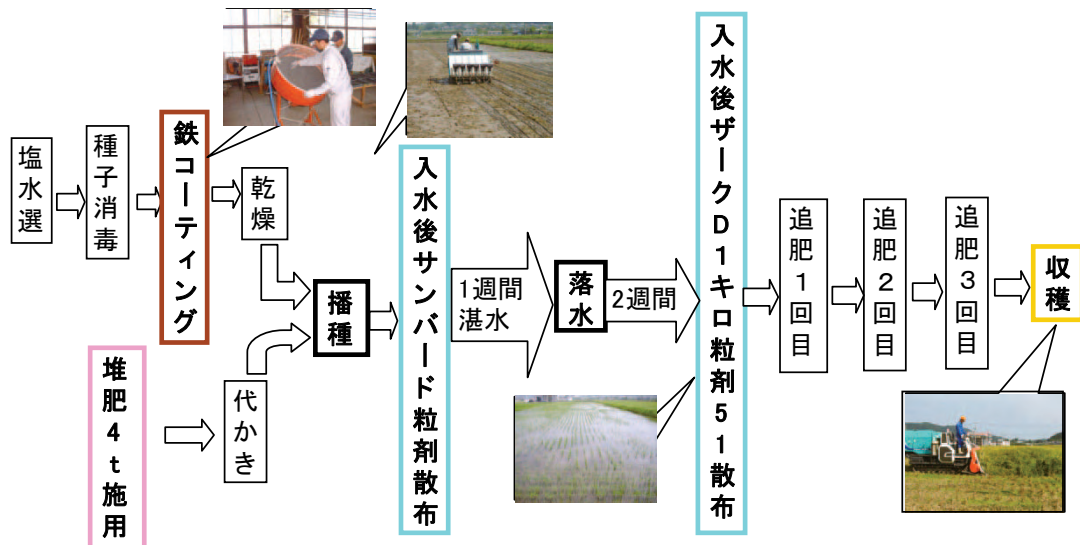 塩水選
種子消毒
鉄コーティング
乾燥
堆肥4t施用
代かき
播種
入水後サンバード粒剤散布
1週間
湛水
落水
2週間
入水後ザークD1キロ粒剤51散布
追肥1回目
追肥2回目
追肥3回目
収穫